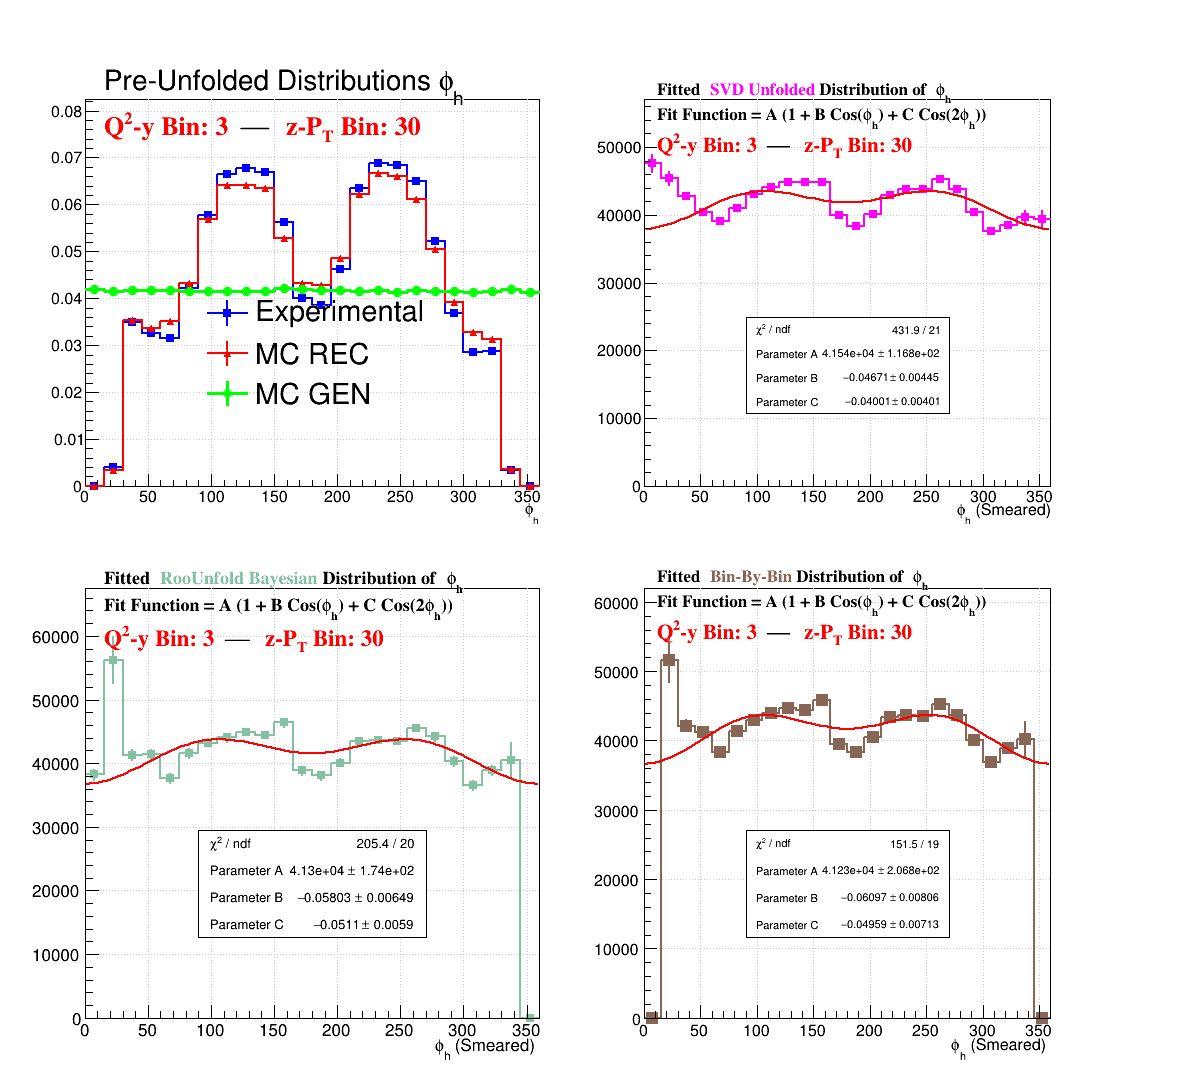 Pre-Unfolded Distributions ϕh
Q2-y Bin: 3 — z-PT Bin: 30
0.08
0.07
0.06
0.05
0.04
0.03
0.02
0.01
0
Experimental
MC REC
MC GEN
0 50 100 150 200 250 300 350
ϕh
Fitted SVD Unfolded Distribution of ϕh
Fit Function = A (1 + B Cos(ϕh) + C Cos(2ϕh))
Q2-y Bin: 3 — z-PT Bin: 30
50000
40000
30000
20000
10000
0
χ2 / ndf 431.9 / 21
Parameter A 4.154e+04 ± 1.168e+02
Parameter B −0.04671 ± 0.00445
Parameter C −0.04001 ± 0.00401
0 50 100 150 200 250 300 350
ϕh (Smeared)
Fitted RooUnfold Bayesian Distribution of ϕh
Fit Function = A (1 + B Cos(ϕh) + C Cos(2ϕh))
Q2-y Bin: 3 — z-PT Bin: 30
60000
50000
40000
30000
20000
10000
0
χ2 / ndf 205.4 / 20
Parameter A 4.13e+04 ± 1.74e+02
Parameter B −0.05803 ± 0.00649
Parameter C −0.0511 ± 0.0059
0 50 100 150 200 250 300 350
ϕh (Smeared)
Fitted Bin-By-Bin Distribution of ϕh
Fit Function = A (1 + B Cos(ϕh) + C Cos(2ϕh))
Q2-y Bin: 3 — z-PT Bin: 30
60000
50000
40000
30000
20000
10000
0
χ2 / ndf 151.5 / 19
Parameter A 4.123e+04 ± 2.068e+02
Parameter B −0.06097 ± 0.00806
Parameter C −0.04959 ± 0.00713
0 50 100 150 200 250 300 350
ϕh (Smeared)